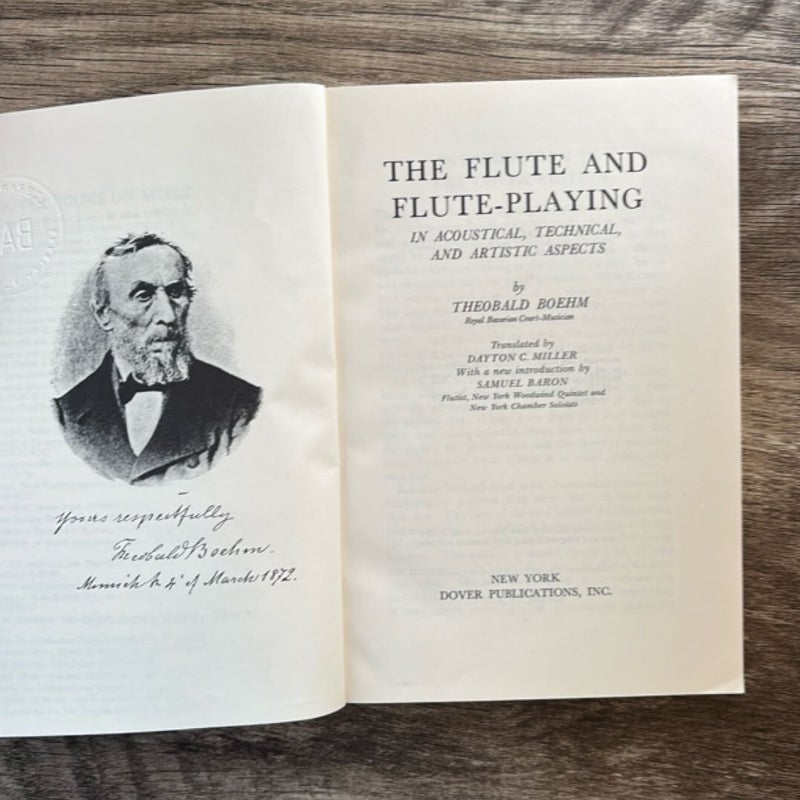 Yours respectfully
Theobald Boehm.
Munich 4 of March 1872.
THE FLUTE AND
FLUTE-PLAYING
IN ACOUSTICAL, TECHNICAL,
AND ARTISTIC ASPECTS
by
THEOBALD BOEHM
Royal Bavarian Court-Musician
Translated by
DAYTON C. MILLER
With a new introduction by
SAMUEL BARON
Flutist, New York Woodwind Quintet and
New York Chamber Soloists
NEW YORK
DOVER PUBLICATIONS, INC.